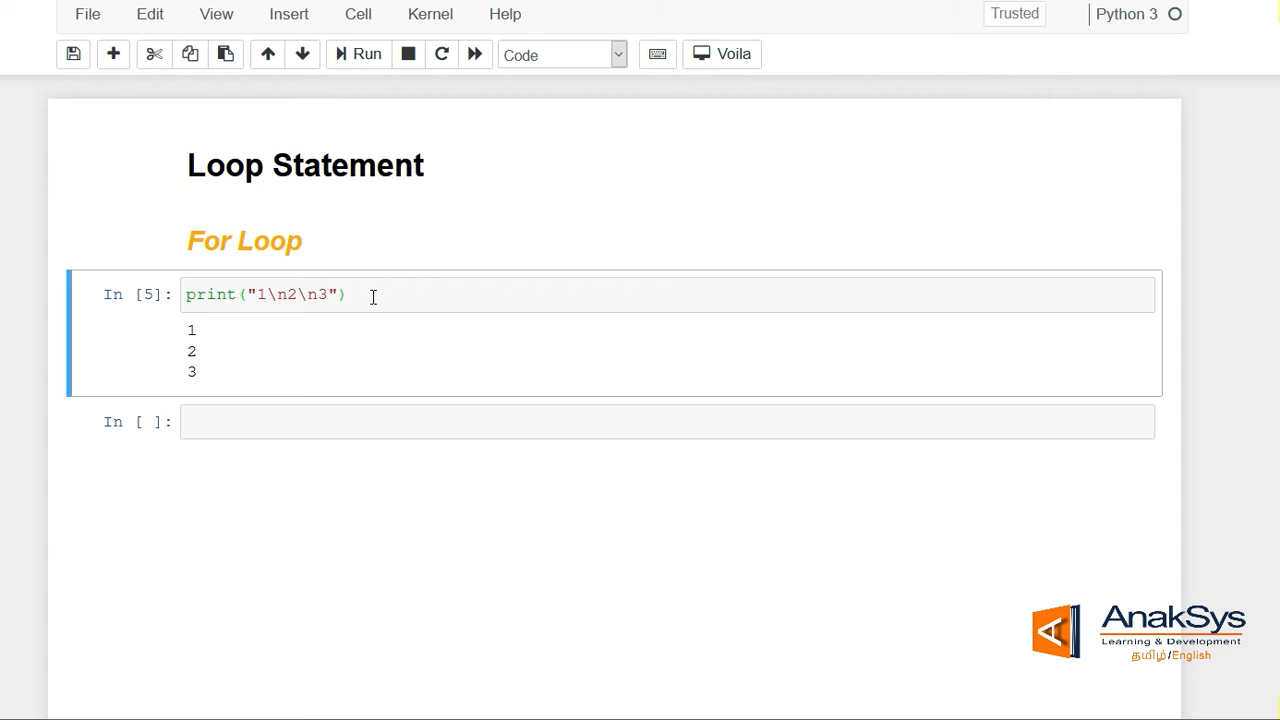 File Edit View Insert Cell Kernel Help Trusted Python 3
Run Code Voila
Loop Statement
For Loop
In [5]: print("1\n2\n3")
1
2
3
In [ ]:
A AnakSys
Learning & Development
தமிழ்/English